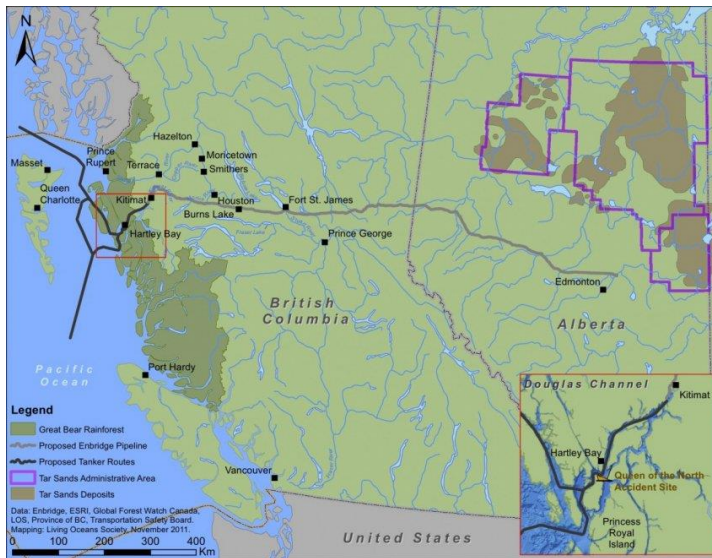 N
Hazelton
Moricetown
Smithers
Prince
Rupert
Terrace
Masset
Queen
Charlotte
Kitimat
Houston
Fort St. James
Burns Lake
Fraser Lake
Hartley Bay
Prince George
Edmonton
British
Columbia
Alberta
Pacific
Ocean
Port Hardy
Vancouver
United States
Legend
Great Bear Rainforest
Proposed Enbridge Pipeline
Proposed Tanker Routes
Tar Sands Administrative Area
Tar Sands Deposits
Data: Enbridge, ESRI, Global Forest Watch Canada,
LOS, Province of BC, Transportation Safety Board.
Mapping: Living Oceans Society, November 2011.
0 100 200 300 400
Km
Douglas Channel
Kitimat
Hartley Bay
Queen of the North
Accident Site
Princess
Royal
Island